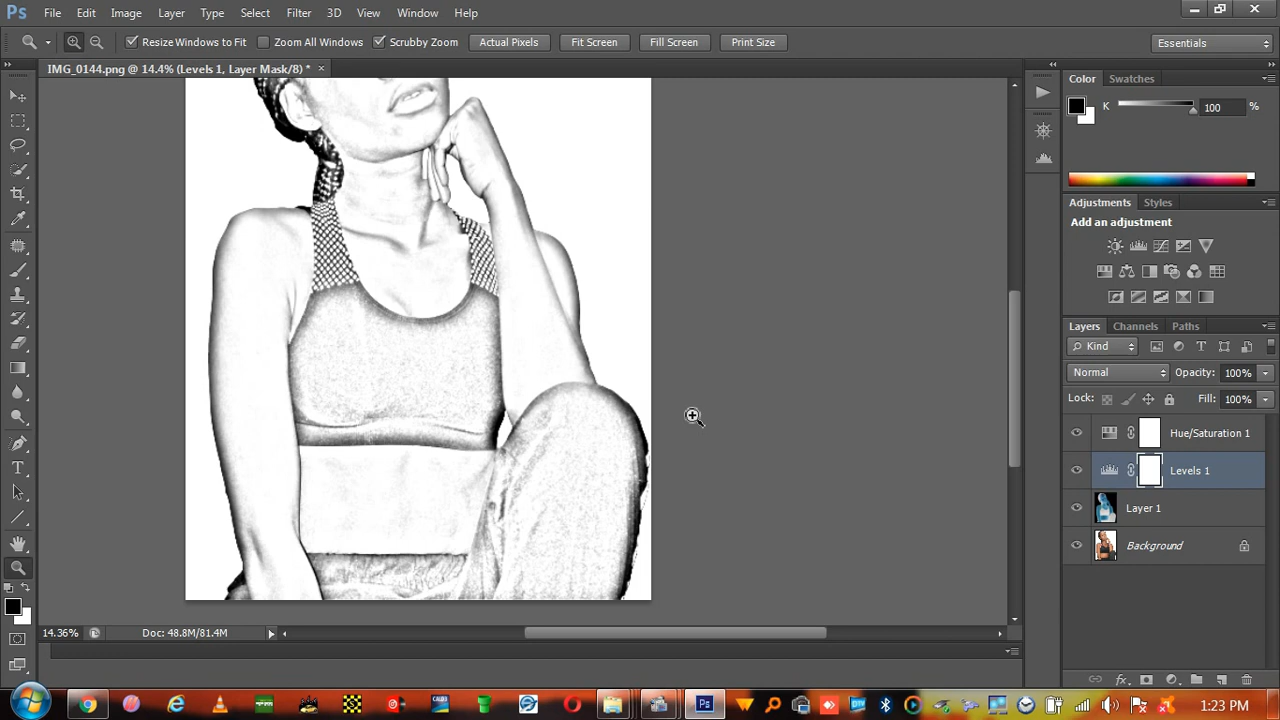 Ps File Edit Image Layer Type Select Filter 3D View Window Help
Resize Windows to Fit Zoom All Windows Scrubby Zoom Actual Pixels Fit Screen Fill Screen Print Size Essentials
IMG_0144.png @ 14.4% (Levels 1, Layer Mask/8) * ×
Color Swatches
K 100 %
Adjustments Styles
Add an adjustment
Layers Channels Paths
Kind
Normal Opacity: 100%
Lock: Fill: 100%
Hue/Saturation 1
Levels 1
Layer 1
Background
14.36% Doc: 48.8M/81.4M
Ps 1:23 PM